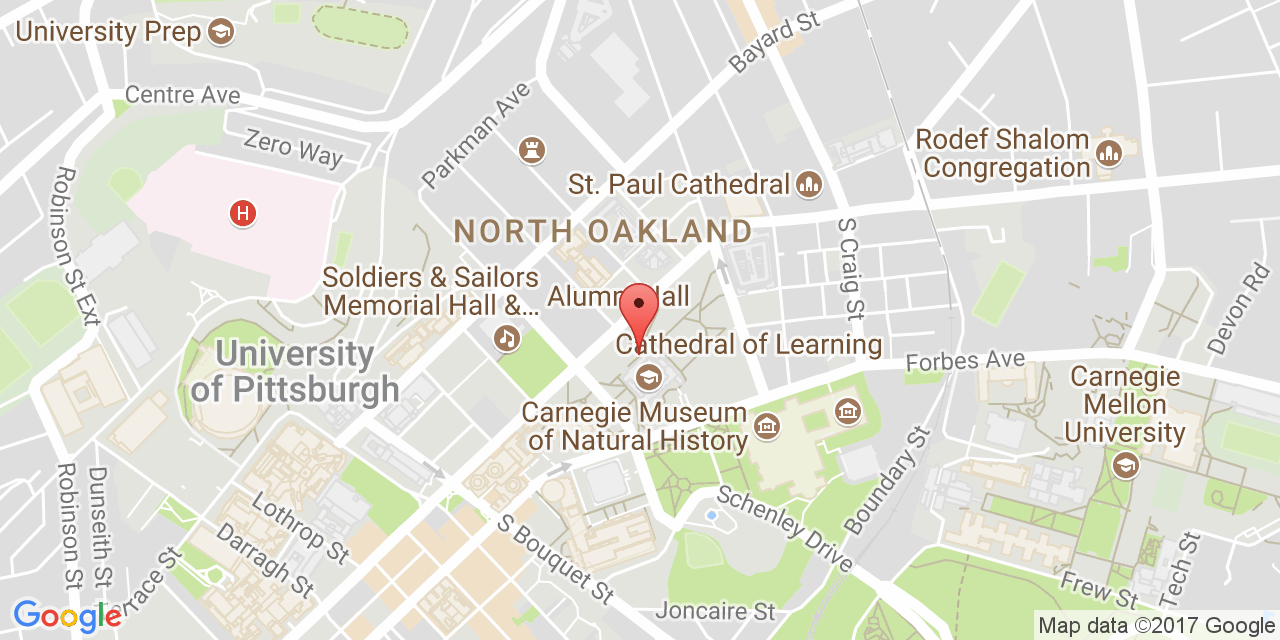 University Prep
Bayard St
Centre Ave
Parkman Ave
Zero Way
Rodef Shalom
Congregation
St. Paul Cathedral
Robinson St Ext
H
NORTH OAKLAND
S Craig St
Devon Rd
Soldiers & Sailors
Memorial Hall &...
Hall
Cathedral of Learning
University
of Pittsburgh
Forbes Ave
Carnegie
Mellon
University
Carnegie Museum
of Natural History
Boundary St
Robinson St
Dunseith St
Lothrop St
Darragh St
Schenley Drive
S Bouquet St
Tech St
Frew St
Joncaire St
Google
Map data ©2017 Google